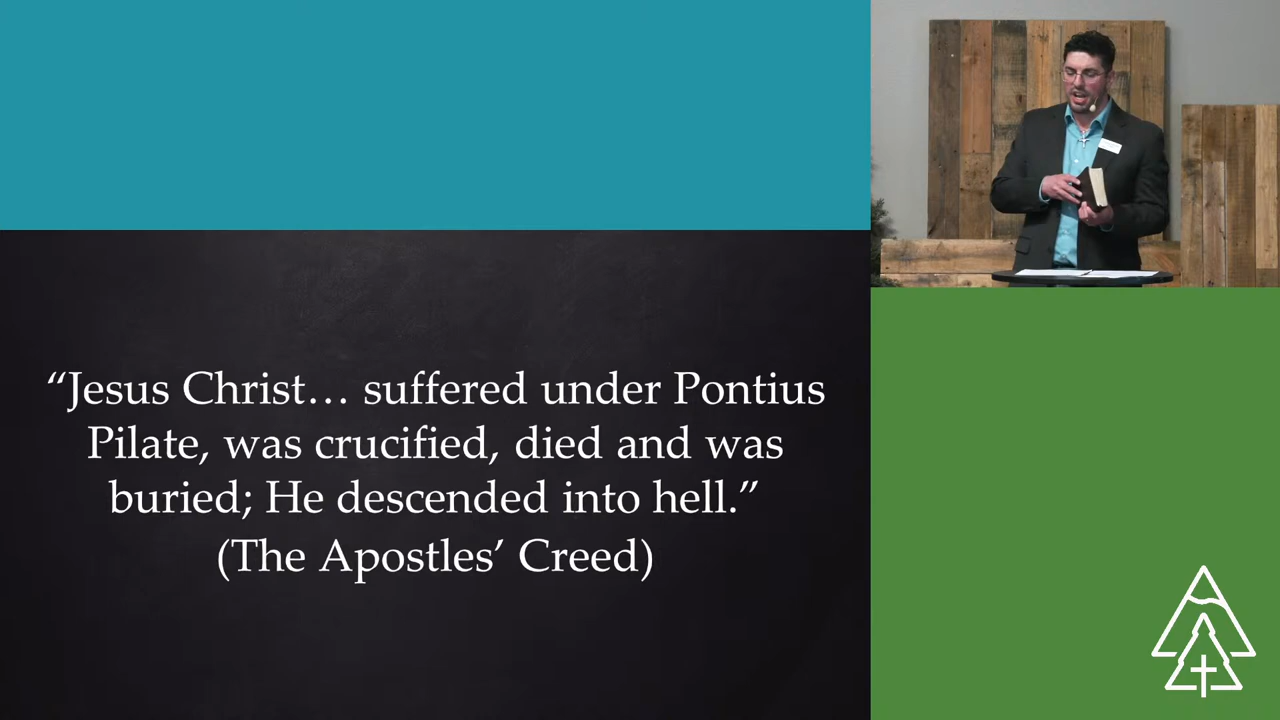 “Jesus Christ… suffered under Pontius
Pilate, was crucified, died and was
buried; He descended into hell.”
(The Apostles’ Creed)